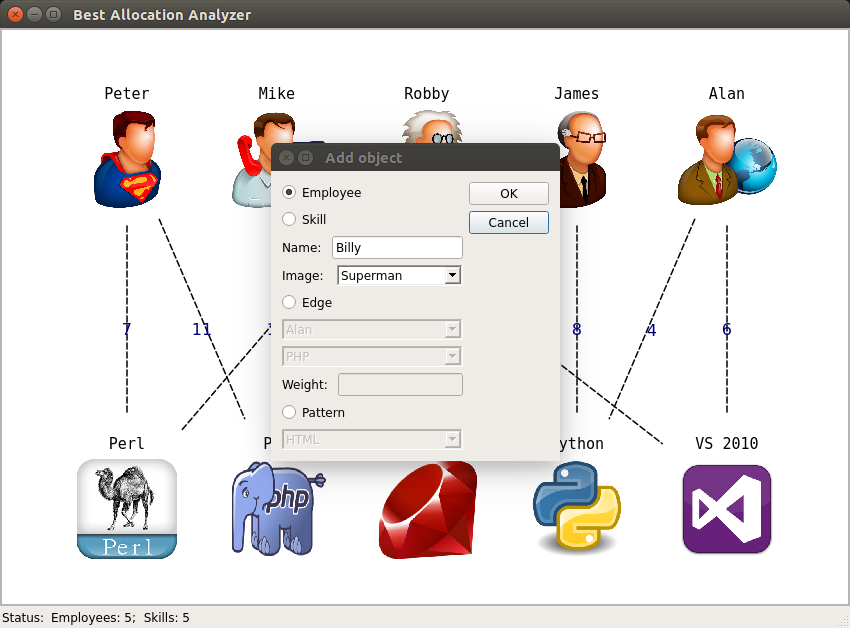 Best Allocation Analyzer
Peter Mike Robby James Alan
Add object
Employee
OK
Skill
Cancel
Name: Billy
Image: Superman
Edge
7 11 8 4 6
Alan
PHP
Weight:
Pattern
HTML
Perl P ython VS 2010
php
Perl
Status: Employees: 5; Skills: 5